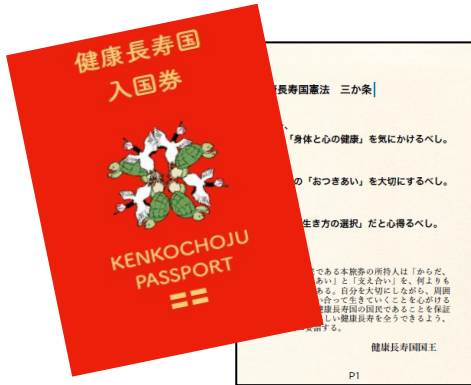 健康長寿国
入国券
KENKOCHOJU
PASSPORT
長寿国憲法 三か条
、
「身体と心の健康」を気にかけるべし。
の「おつきあい」を大切にするべし。
生き方の選択」だと心得るべし。
である本旅券の所持人は「からだ、
あい」と「支え合い」を、何よりも
ある。自分を大切にしながら、周囲
い合って生きていくことを心がける
健康長寿国の国民であることを保証
しい健康長寿を全うできるよう、
要請する。
健康長寿国国王
P1